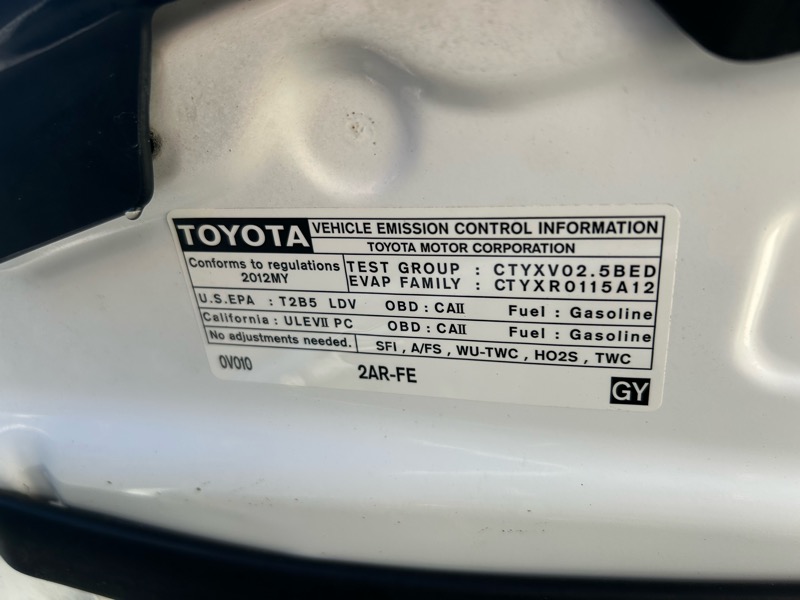 TOYOTA VEHICLE EMISSION CONTROL INFORMATION
TOYOTA MOTOR CORPORATION
Conforms to regulations
2012MY
TEST GROUP : CTYXV02.5BED
EVAP FAMILY : CTYXR0115A12
U.S.EPA : T2B5 LDV OBD : CAII Fuel : Gasoline
California : ULEVII PC OBD : CAII Fuel : Gasoline
No adjustments needed. SFI , A/FS , WU-TWC , HO2S , TWC
0V010 2AR-FE GY